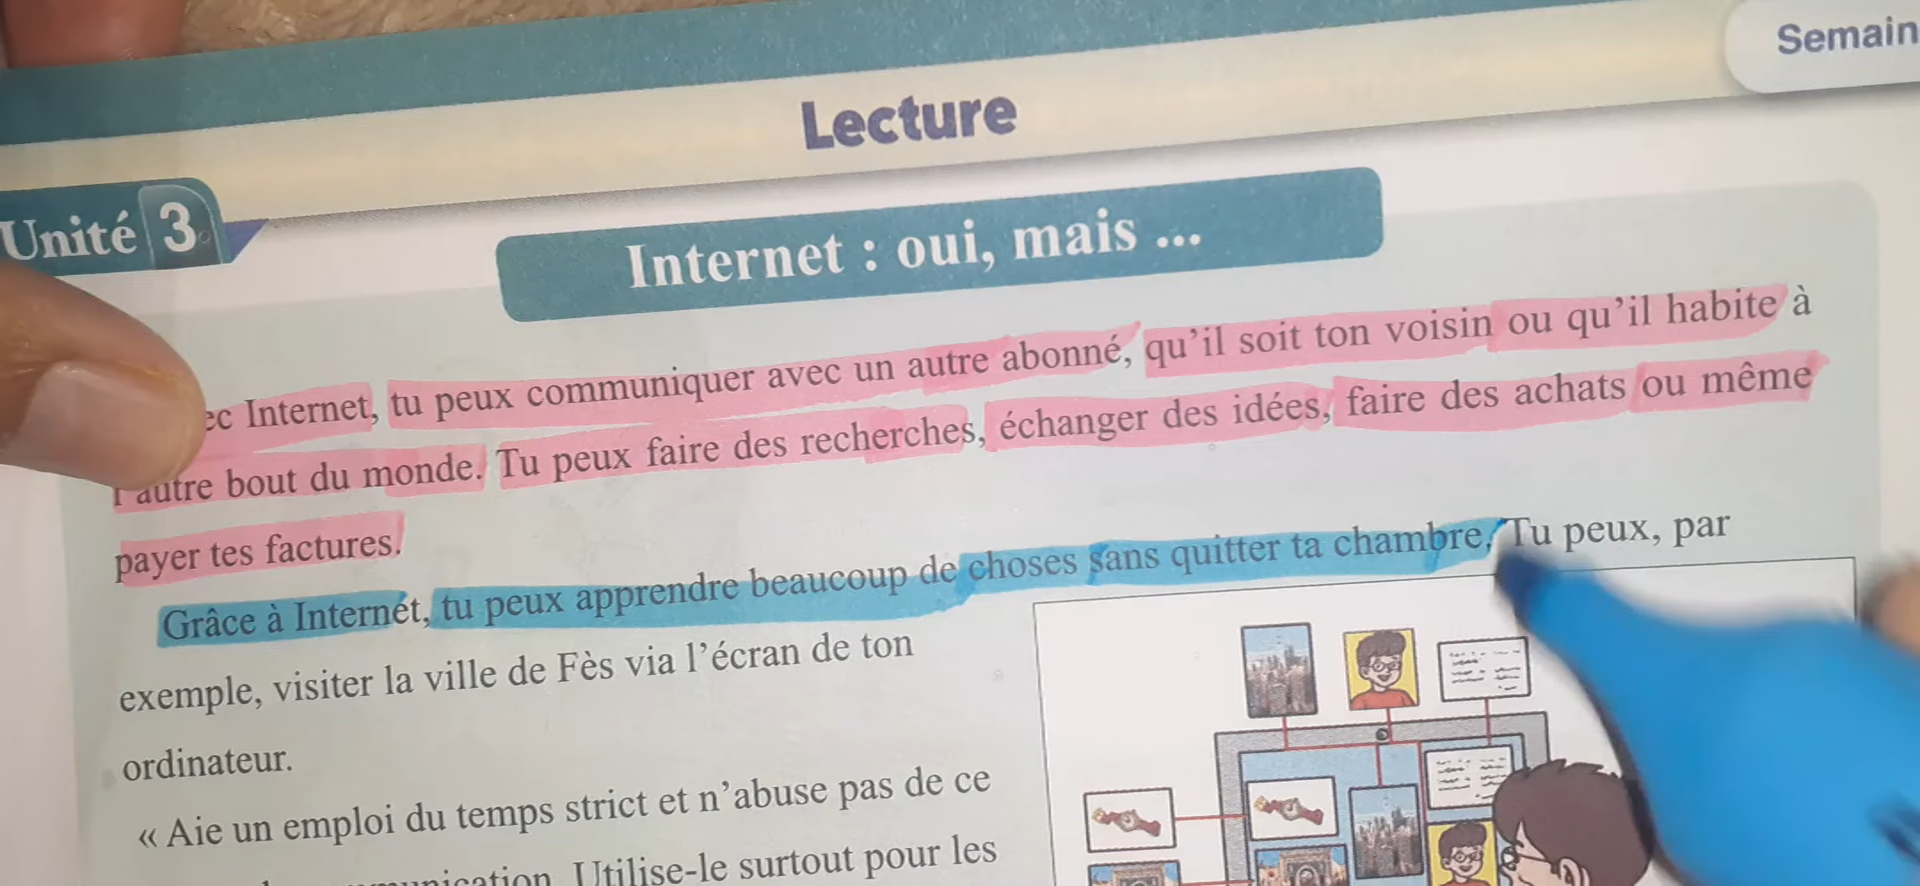 Semain
Lecture
Unité 3
Internet : oui, mais ...
ec Internet, tu peux communiquer avec un autre abonné, qu’il soit ton voisin ou qu’il habite à
l’autre bout du monde. Tu peux faire des recherches, échanger des idées, faire des achats ou même
payer tes factures.
Grâce à Internet, tu peux apprendre beaucoup de choses sans quitter ta chambre. Tu peux, par
exemple, visiter la ville de Fès via l’écran de ton
ordinateur.
« Aie un emploi du temps strict et n’abuse pas de ce
Utilise-le surtout pour les